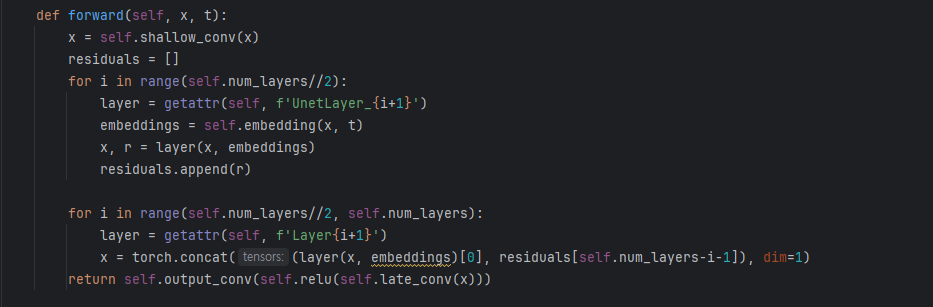 def forward(self, x, t):
    x = self.shallow_conv(x)
    residuals = []
    for i in range(self.num_layers//2):
        layer = getattr(self, f'UnetLayer_{i+1}')
        embeddings = self.embedding(x, t)
        x, r = layer(x, embeddings)
        residuals.append(r)

    for i in range(self.num_layers//2, self.num_layers):
        layer = getattr(self, f'Layer{i+1}')
        x = torch.concat( tensors: (layer(x, embeddings)[0], residuals[self.num_layers-i-1]), dim=1)
    return self.output_conv(self.relu(self.late_conv(x)))